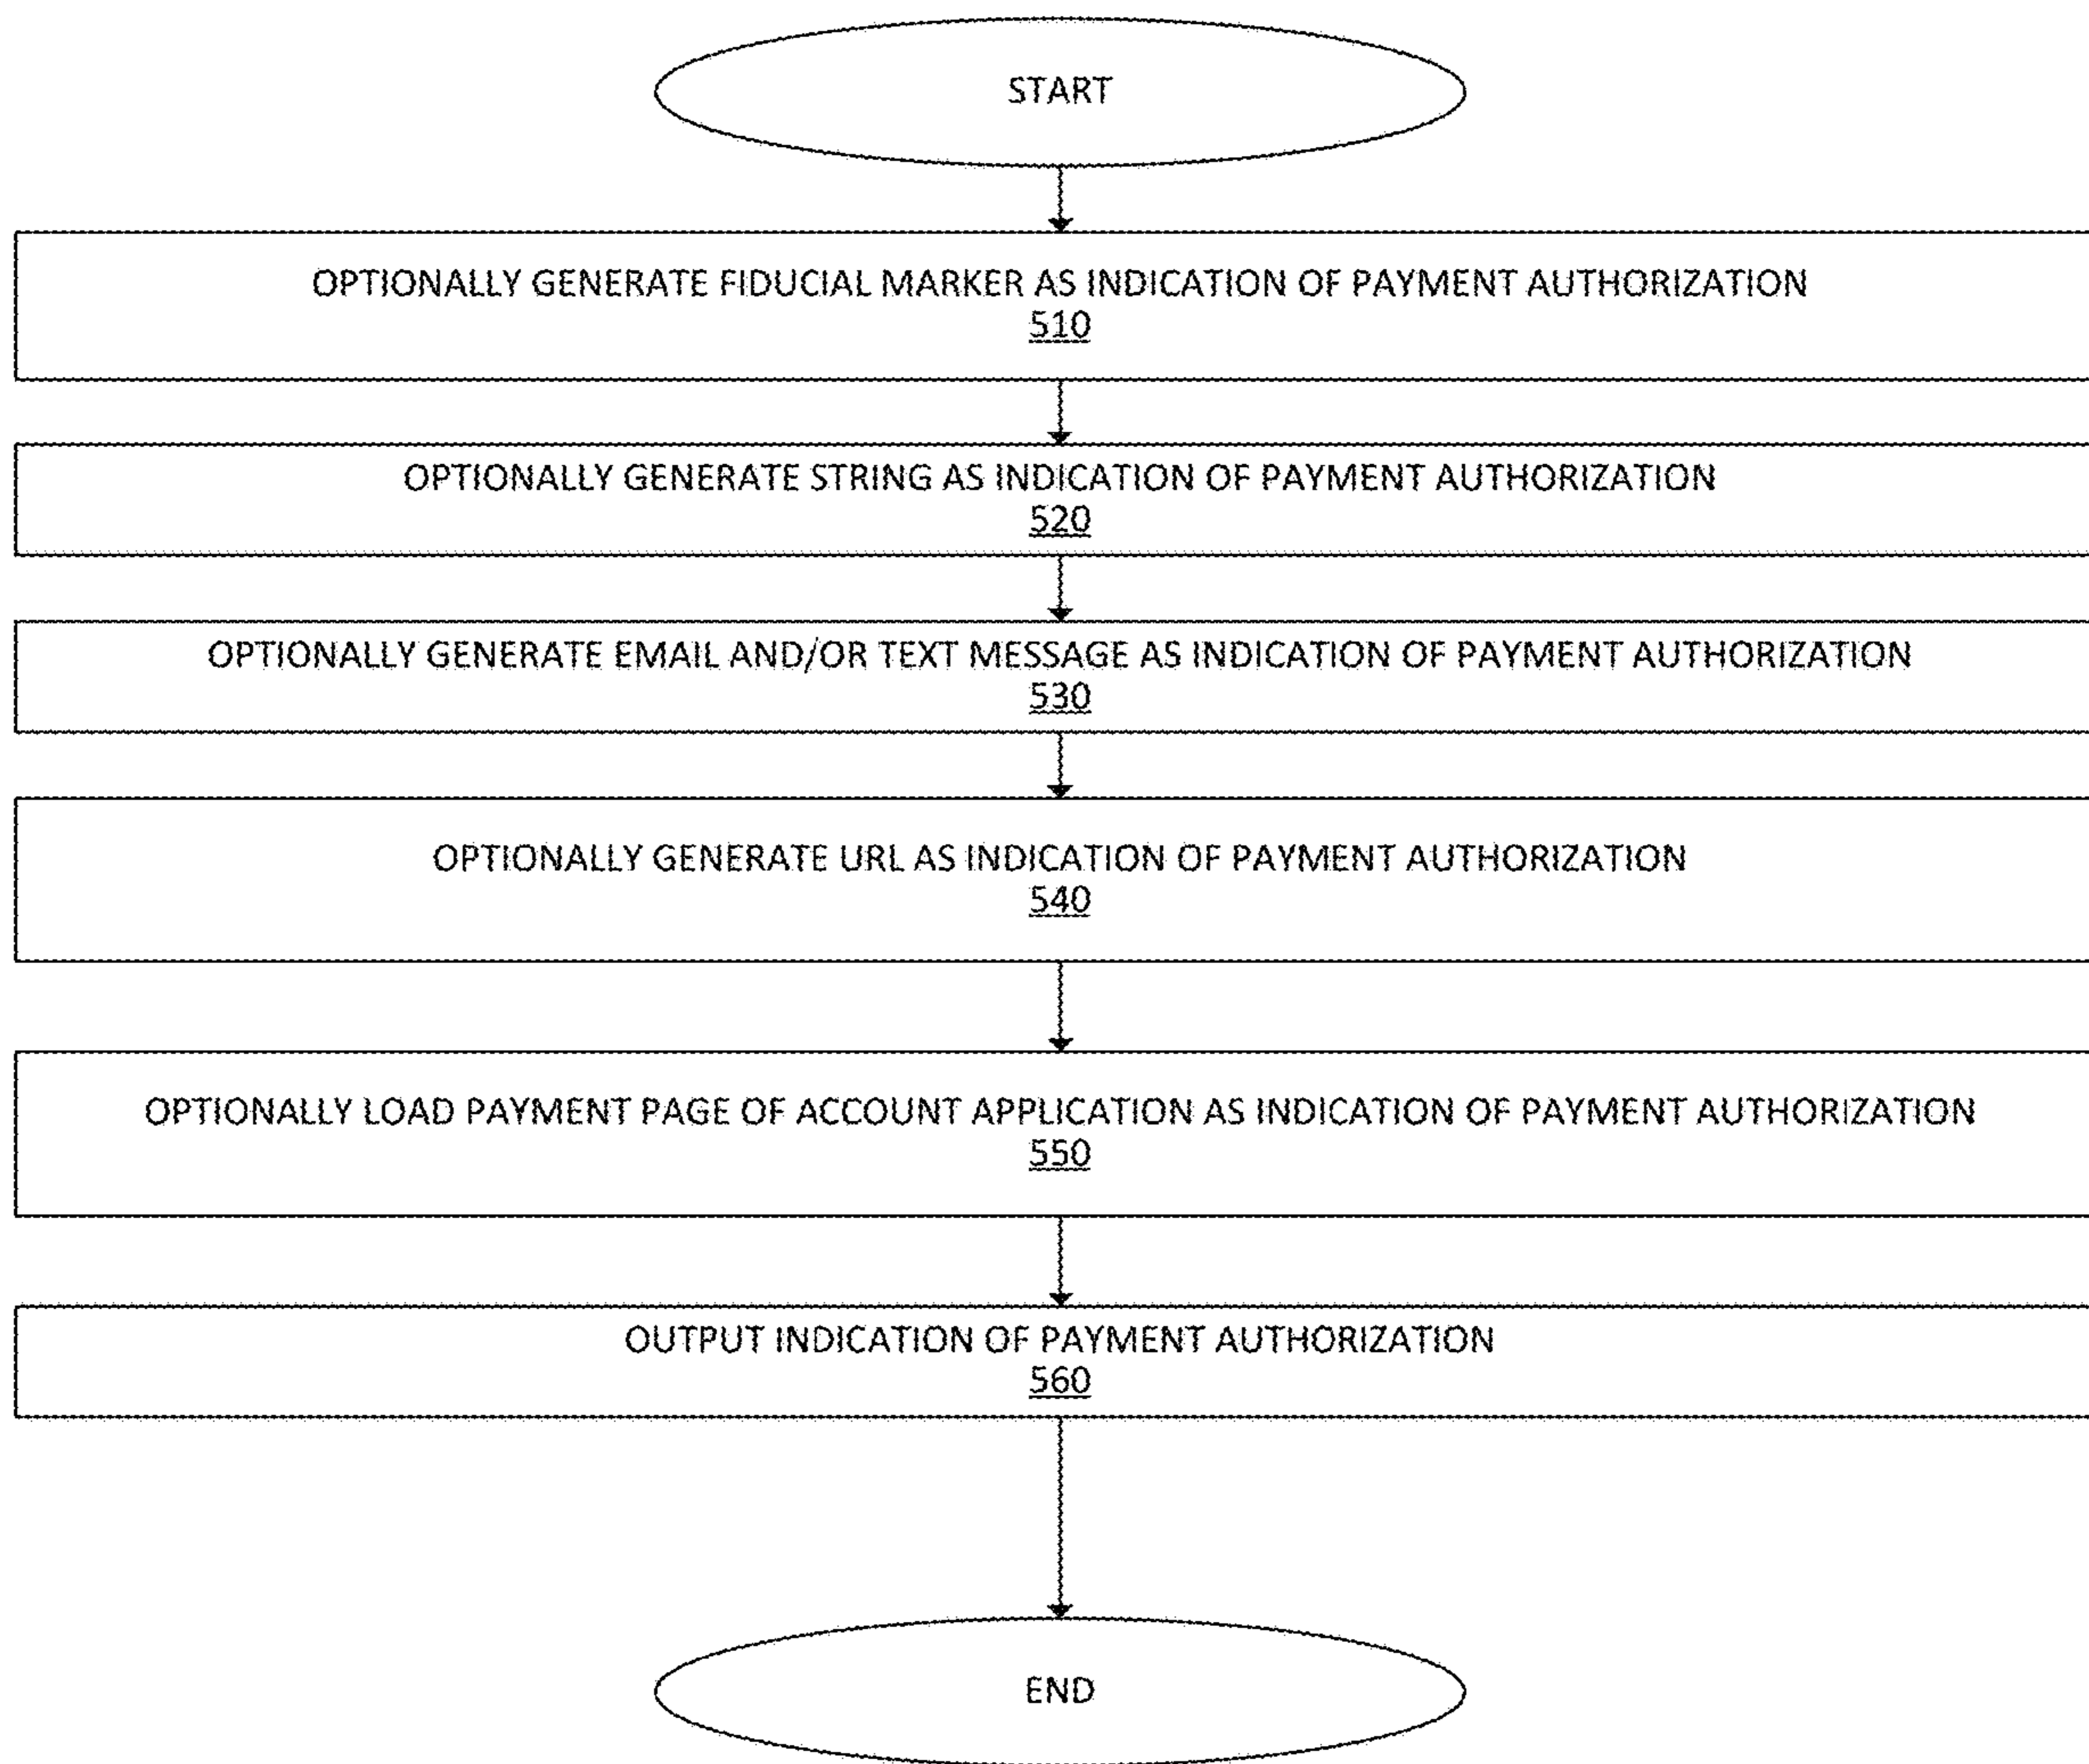 START
OPTIONALLY GENERATE FIDUCIAL MARKER AS INDICATION OF PAYMENT AUTHORIZATION
510
OPTIONALLY GENERATE STRING AS INDICATION OF PAYMENT AUTHORIZATION
520
OPTIONALLY GENERATE EMAIL AND/OR TEXT MESSAGE AS INDICATION OF PAYMENT AUTHORIZATION
530
OPTIONALLY GENERATE URL AS INDICATION OF PAYMENT AUTHORIZATION
540
OPTIONALLY LOAD PAYMENT PAGE OF ACCOUNT APPLICATION AS INDICATION OF PAYMENT AUTHORIZATION
550
OUTPUT INDICATION OF PAYMENT AUTHORIZATION
560
END